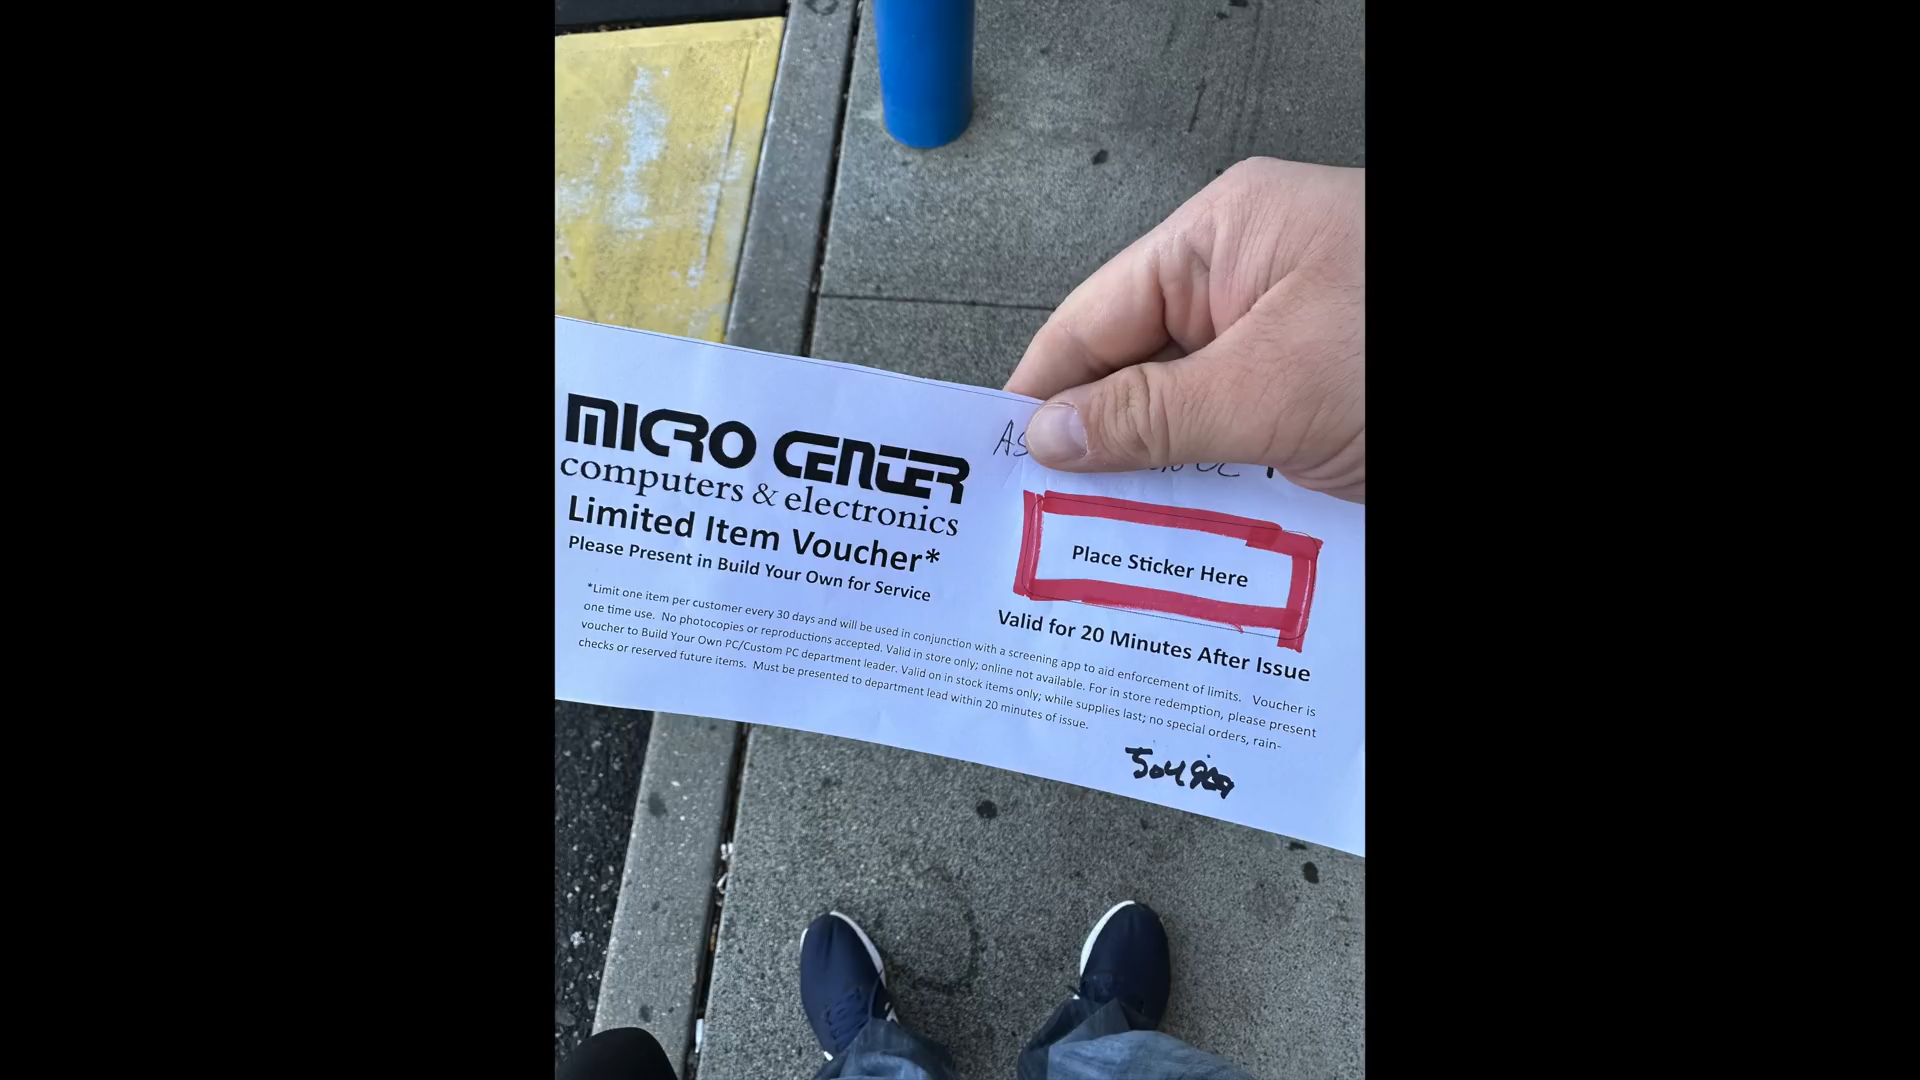 MICRO CENTER
computers & electronics
Limited Item Voucher*
Please Present in Build Your Own for Service
AS
Place Sticker Here
Valid for 20 Minutes After Issue
*Limit one item per customer every 30 days and will be used in conjunction with a screening app to aid enforcement of limits. Voucher is
one time use. No photocopies or reproductions accepted. Valid in store only; online not available. For in store redemption, please present
voucher to Build Your Own PC/Custom PC department leader. Valid on in stock items only; while supplies last; no special orders, rain-
checks or reserved future items. Must be presented to department lead within 20 minutes of issue.